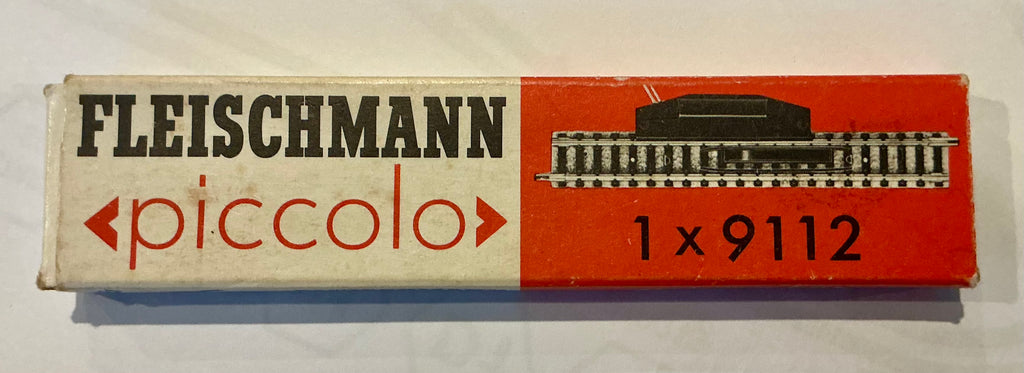 FLEISCHMANN
<piccolo>
1 x 9112